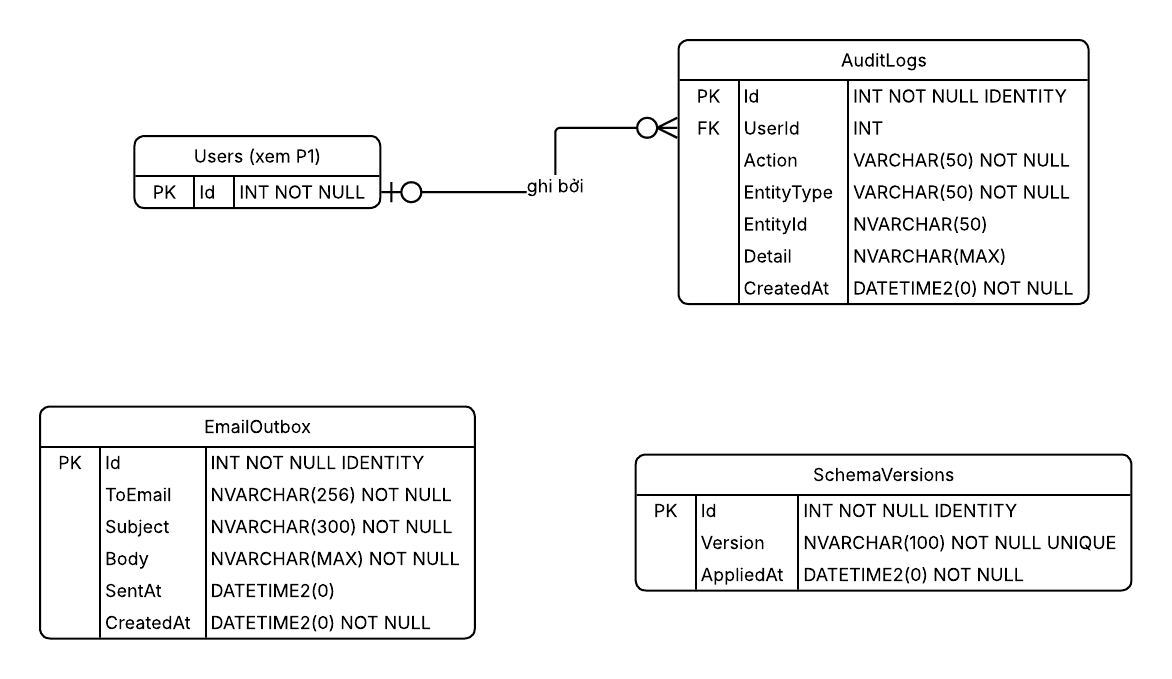 AuditLogs
PK Id INT NOT NULL IDENTITY
FK UserId INT
Action VARCHAR(50) NOT NULL
EntityType VARCHAR(50) NOT NULL
EntityId NVARCHAR(50)
Detail NVARCHAR(MAX)
CreatedAt DATETIME2(0) NOT NULL
Users (xem P1)
PK Id INT NOT NULL
ghi bởi
EmailOutbox
PK Id INT NOT NULL IDENTITY
ToEmail NVARCHAR(256) NOT NULL
Subject NVARCHAR(300) NOT NULL
Body NVARCHAR(MAX) NOT NULL
SentAt DATETIME2(0)
CreatedAt DATETIME2(0) NOT NULL
SchemaVersions
PK Id INT NOT NULL IDENTITY
Version NVARCHAR(100) NOT NULL UNIQUE
AppliedAt DATETIME2(0) NOT NULL